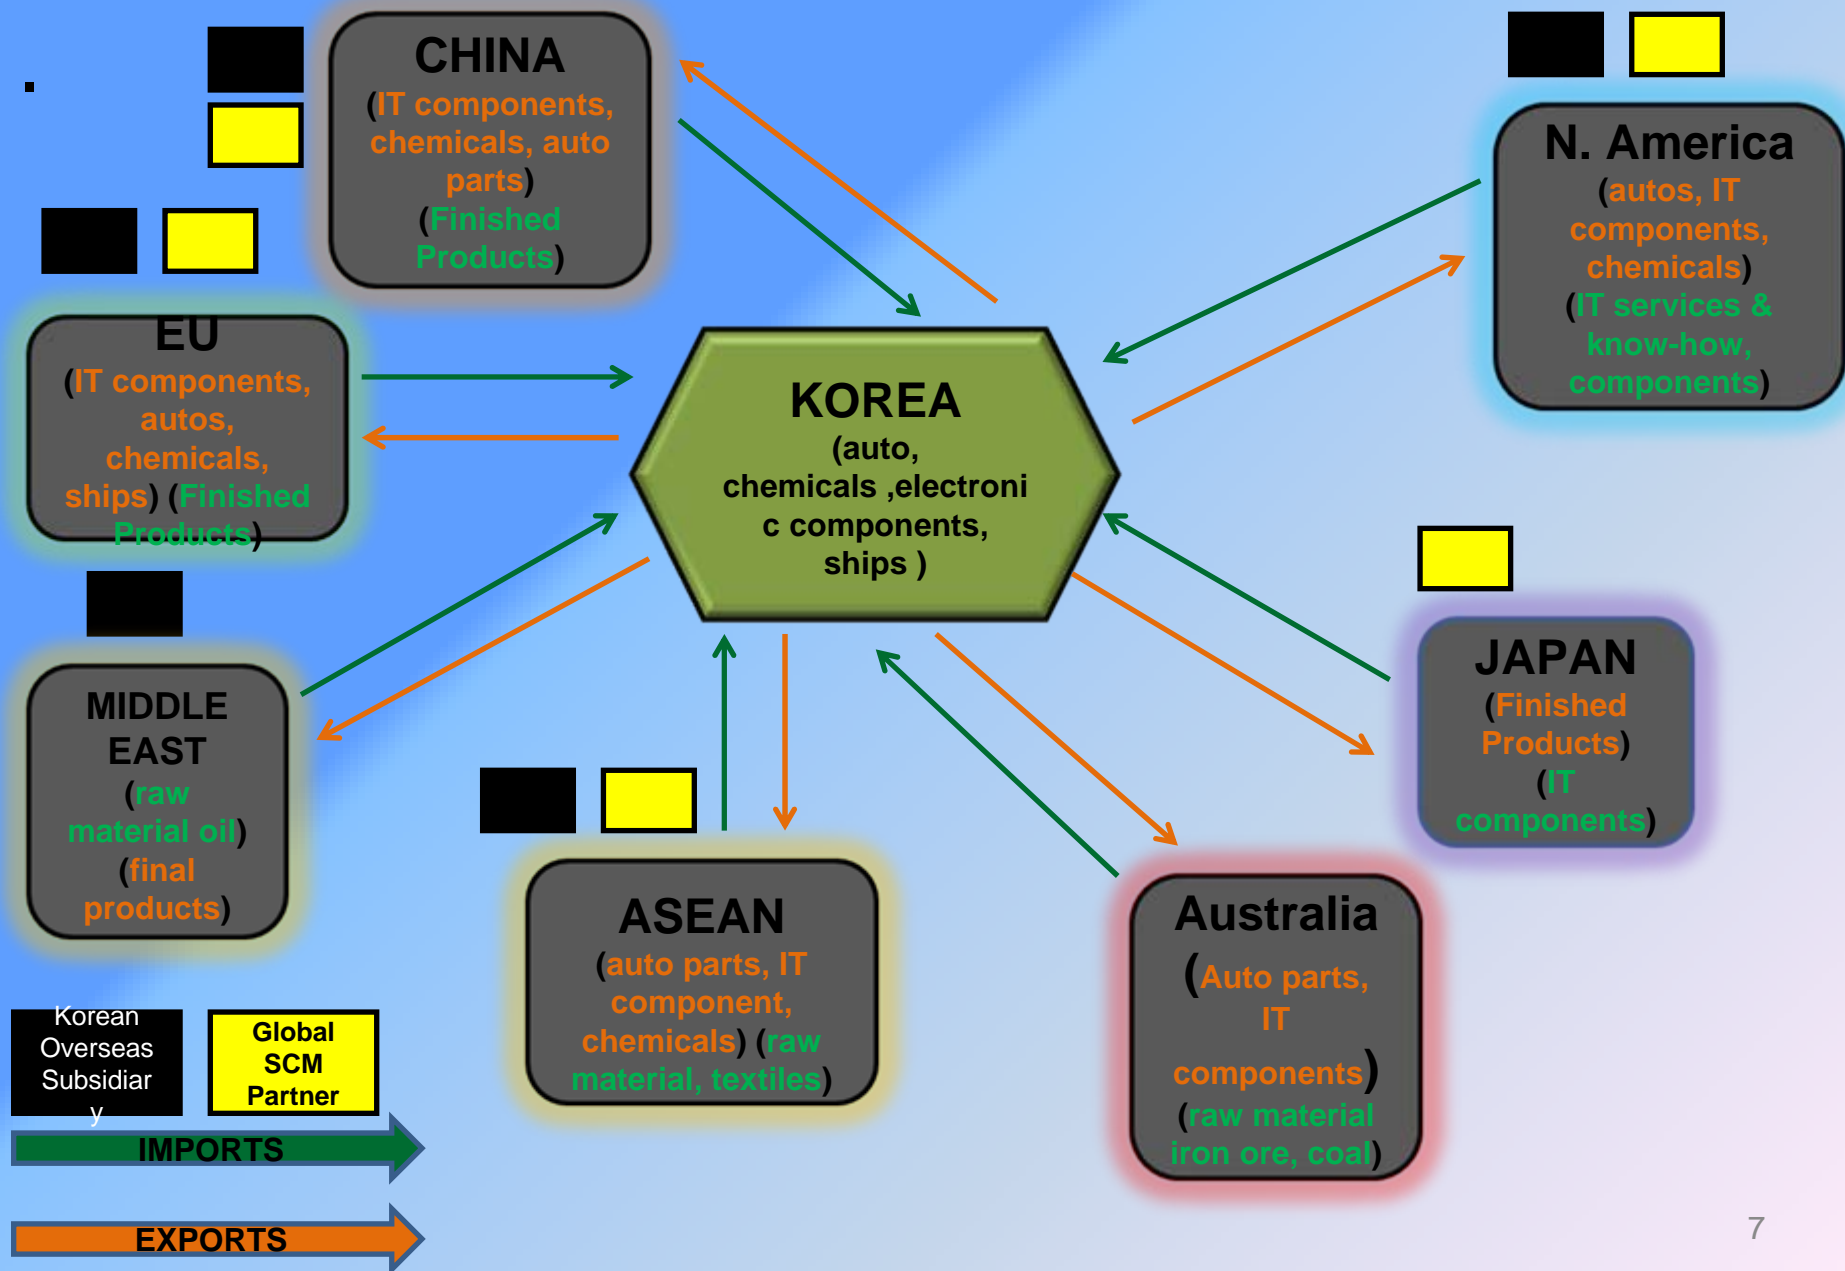 CHINA
(IT components,
chemicals, auto
parts)
(Finished
Products)
N. America
(autos, IT
components,
chemicals)
(IT services &
know-how,
components)
EU
(IT components,
autos,
chemicals,
ships) (Finished
Products)
KOREA
(auto,
chemicals ,electroni
c components,
ships )
MIDDLE
EAST
(raw
material oil)
(final
products)
JAPAN
(Finished
Products)
(IT
components)
ASEAN
(auto parts, IT
component,
chemicals) (raw
material, textiles)
Australia
(Auto parts,
IT
components)
(raw material
iron ore, coal)
Korean
Overseas
Subsidiar
y
Global
SCM
Partner
IMPORTS
EXPORTS
7